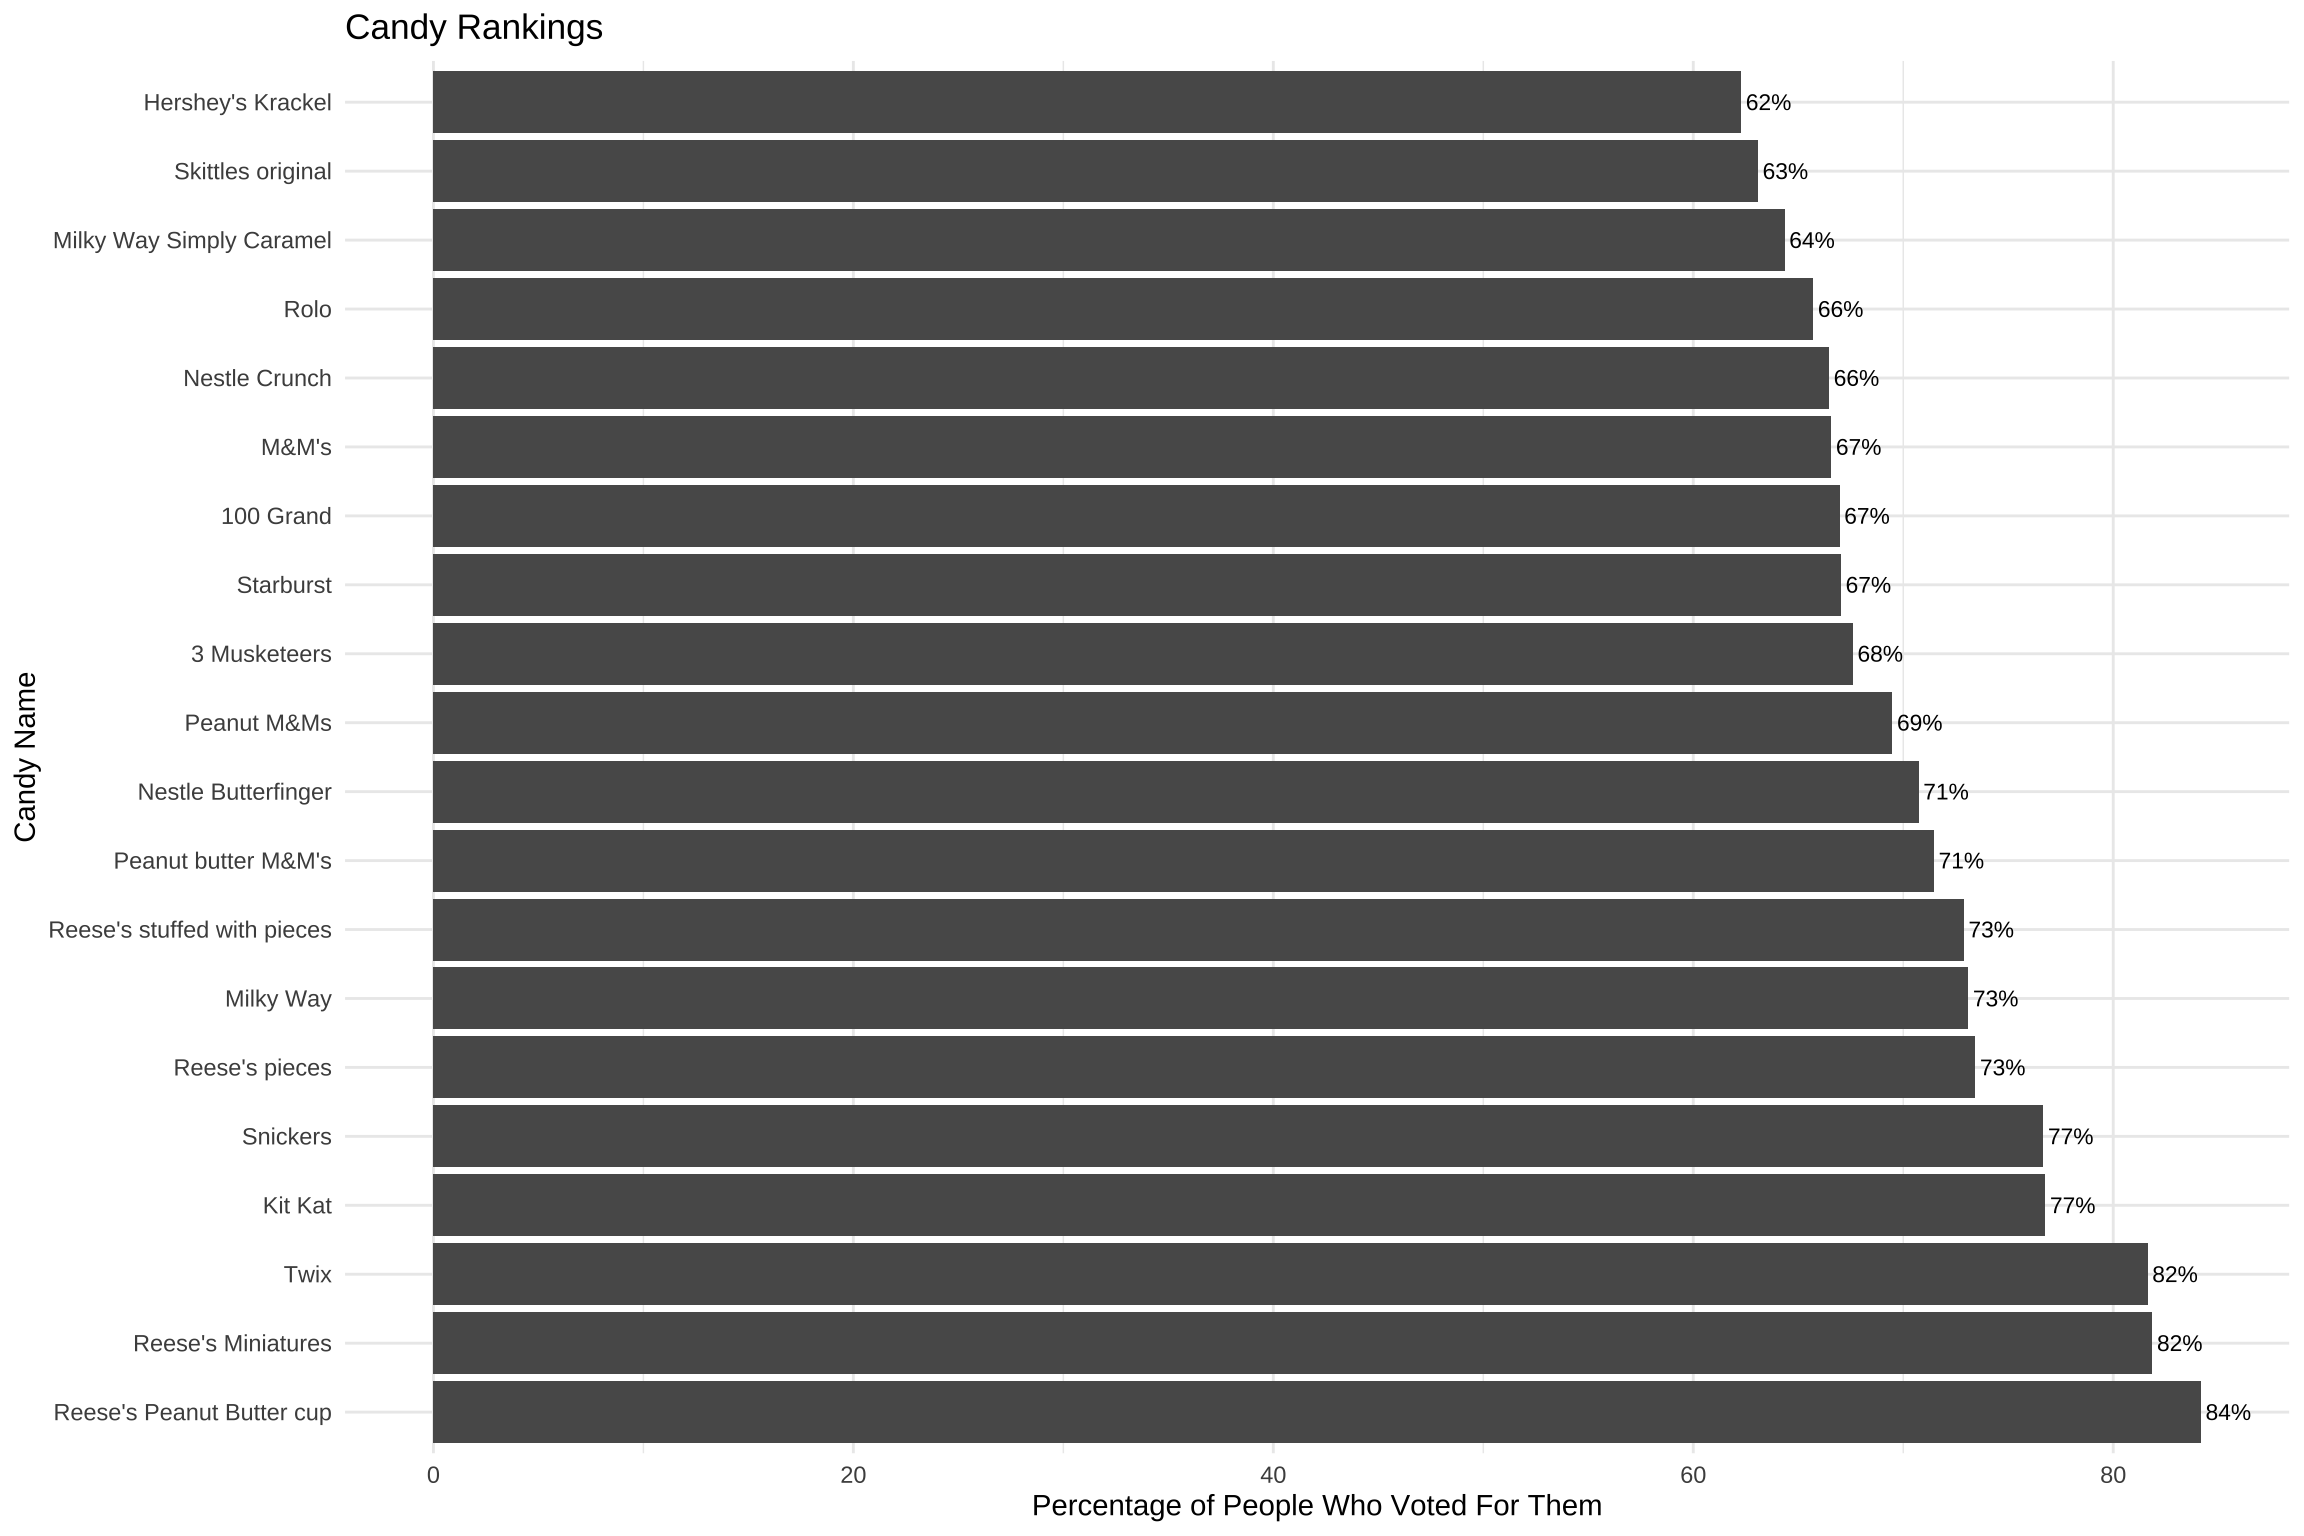 Candy Rankings
Hershey's Krackel 62%
Skittles original 63%
Milky Way Simply Caramel 64%
Rolo 66%
Nestle Crunch 66%
M&M's 67%
100 Grand 67%
Starburst 67%
3 Musketeers 68%
Peanut M&Ms 69%
Nestle Butterfinger 71%
Peanut butter M&M's 71%
Reese's stuffed with pieces 73%
Milky Way 73%
Reese's pieces 73%
Snickers 77%
Kit Kat 77%
Twix 82%
Reese's Miniatures 82%
Reese's Peanut Butter cup 84%
Candy Name
0 20 40 60 80
Percentage of People Who Voted For Them